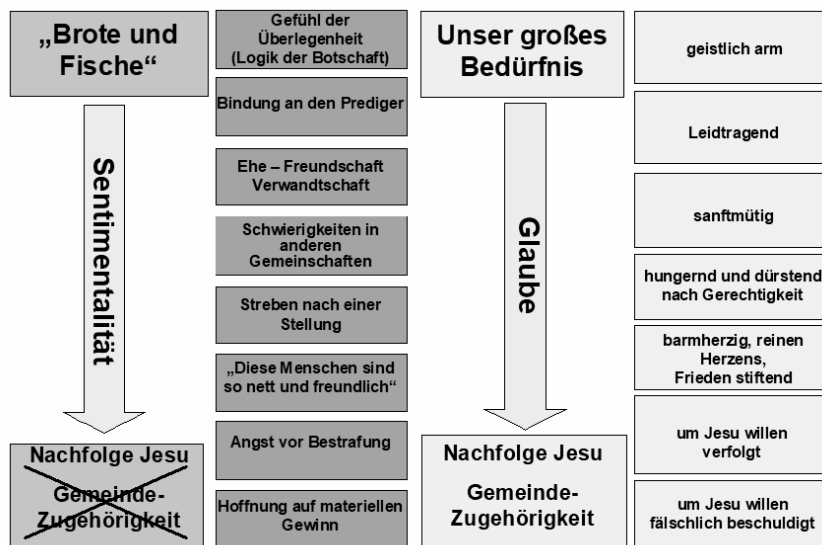 „Brote und
Fische“
Sentimentalität
Nachfolge Jesu
Gemeinde-
Zugehörigkeit
Gefühl der
Überlegenheit
(Logik der Botschaft)
Bindung an den Prediger
Ehe – Freundschaft
Verwandtschaft
Schwierigkeiten in
anderen
Gemeinschaften
Streben nach einer
Stellung
„Diese Menschen sind
so nett und freundlich“
Angst vor Bestrafung
Hoffnung auf materiellen
Gewinn
Unser großes
Bedürfnis
Glaube
Nachfolge Jesu
Gemeinde-
Zugehörigkeit
geistlich arm
Leidtragend
sanftmütig
hungernd und dürstend
nach Gerechtigkeit
barmherzig, reinen
Herzens,
Frieden stiftend
um Jesu willen
verfolgt
um Jesu willen
fälschlich beschuldigt